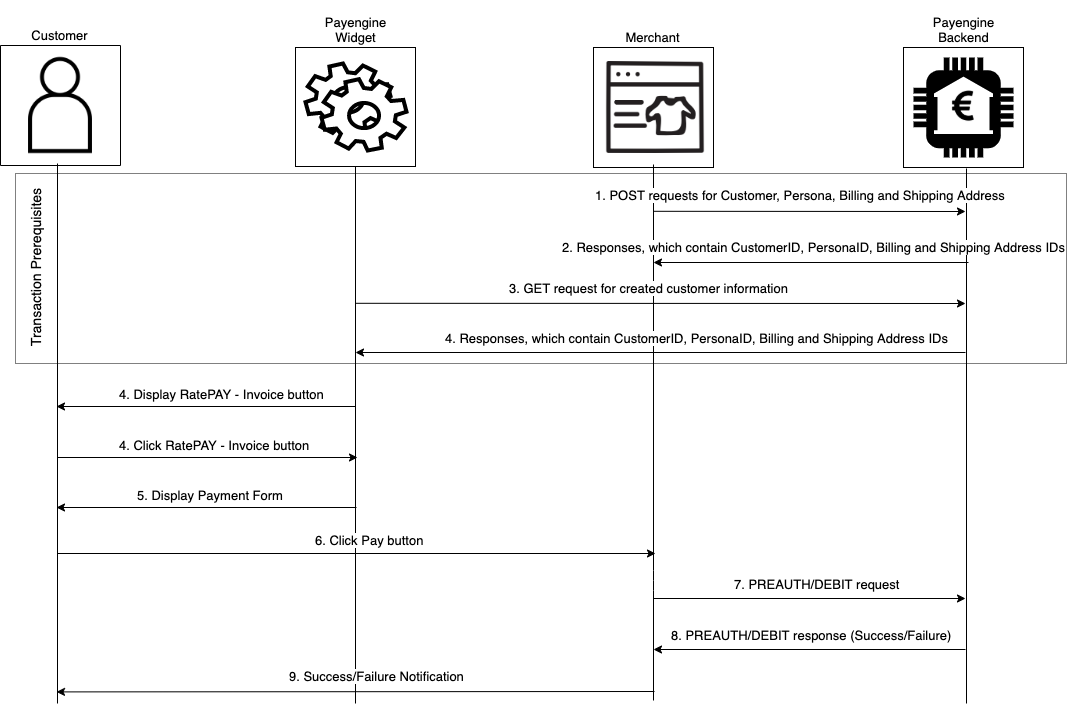 Customer
Payengine
Widget
Merchant
Payengine
Backend
€
Transaction Prerequisites
1. POST requests for Customer, Persona, Billing and Shipping Address
2. Responses, which contain CustomerID, PersonaID, Billing and Shipping Address IDs
3. GET request for created customer information
4. Responses, which contain CustomerID, PersonaID, Billing and Shipping Address IDs
4. Display RatePAY - Invoice button
4. Click RatePAY - Invoice button
5. Display Payment Form
6. Click Pay button
7. PREAUTH/DEBIT request
8. PREAUTH/DEBIT response (Success/Failure)
9. Success/Failure Notification